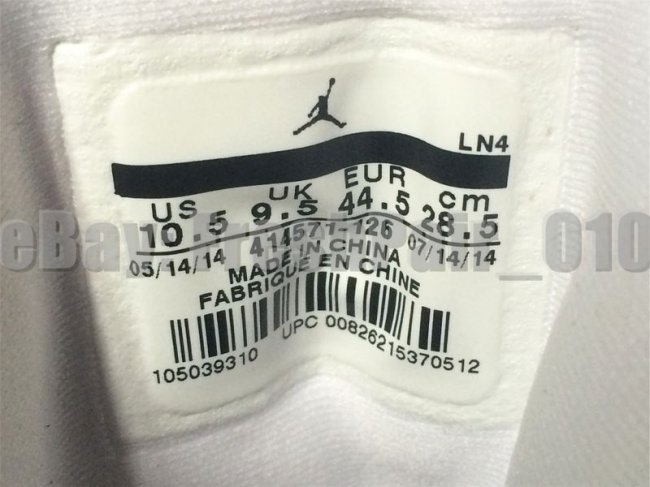 LN4
US UK EUR cm
10.5 9.5 44.5 28.5
05/14/14 414571-126 07/14/14
MADE IN CHINA
FABRIQUE EN CHINE
105039310 UPC 00826215370512